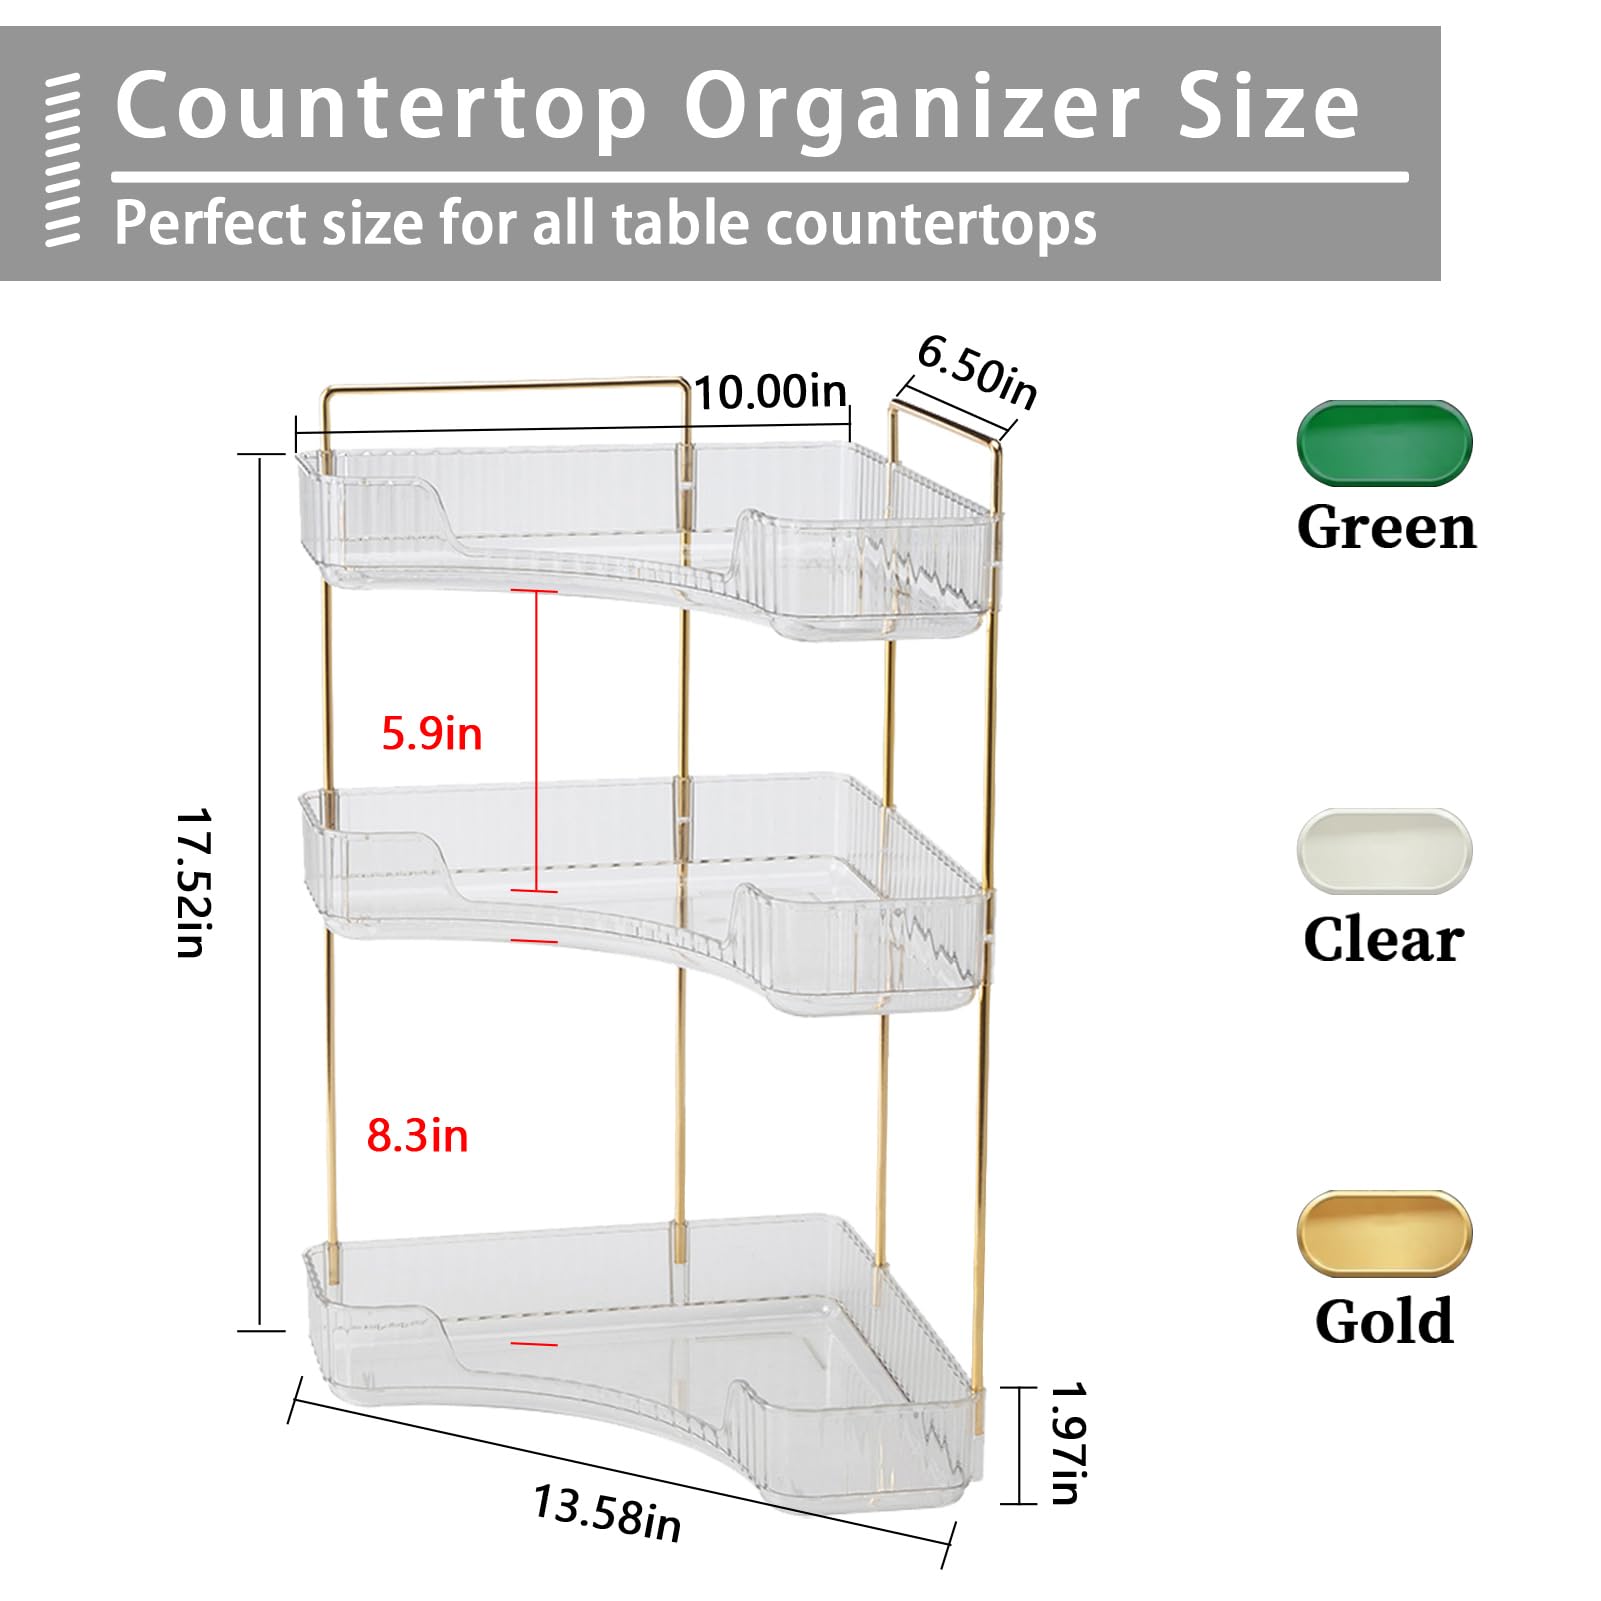 Countertop Organizer Size
Perfect size for all table countertops
6.50in
10.00in
Green
5.9in
17.52in
Clear
8.3in
Gold
1.97in
13.58in